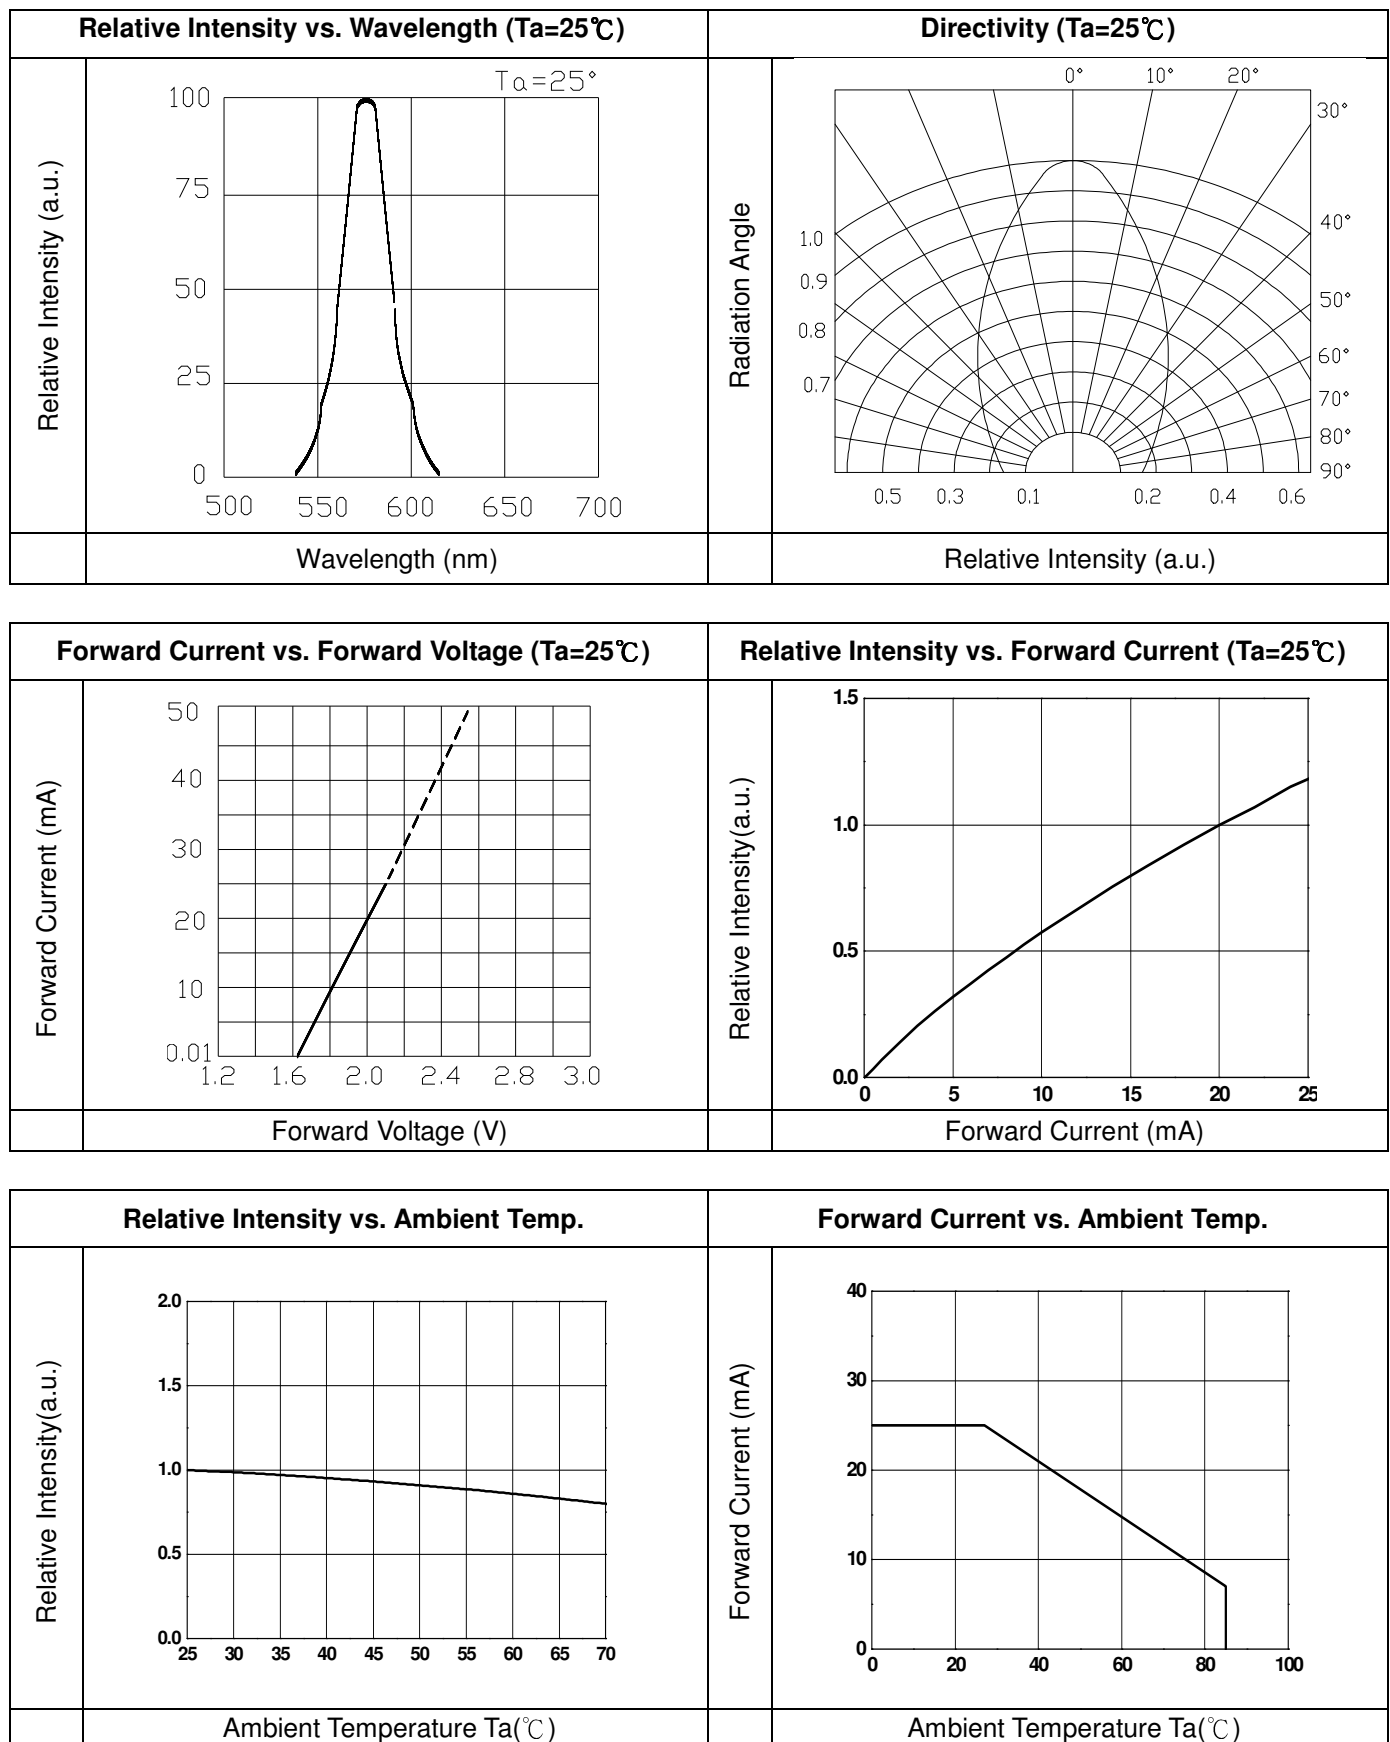 Relative Intensity vs. Wavelength (Ta=25℃)
Directivity (Ta=25℃)
Relative Intensity (a.u.)
Ta=25°
100
75
50
25
0
500 550 600 650 700
Wavelength (nm)
Radiation Angle
0° 10° 20°
30°
40°
50°
60°
70°
80°
90°
1.0
0.9
0.8
0.7
0.5 0.3 0.1 0.2 0.4 0.6
Relative Intensity (a.u.)
Forward Current vs. Forward Voltage (Ta=25℃)
Relative Intensity vs. Forward Current (Ta=25℃)
Forward Current (mA)
50
40
30
20
10
0.01
1.2 1.6 2.0 2.4 2.8 3.0
Forward Voltage (V)
Relative Intensity(a.u.)
1.5
1.0
0.5
0.0
0 5 10 15 20 25
Forward Current (mA)
Relative Intensity vs. Ambient Temp.
Forward Current vs. Ambient Temp.
Relative Intensity(a.u.)
2.0
1.5
1.0
0.5
0.0
25 30 35 40 45 50 55 60 65 70
Ambient Temperature Ta(℃)
Forward Current (mA)
40
30
20
10
0
0 20 40 60 80 100
Ambient Temperature Ta(℃)